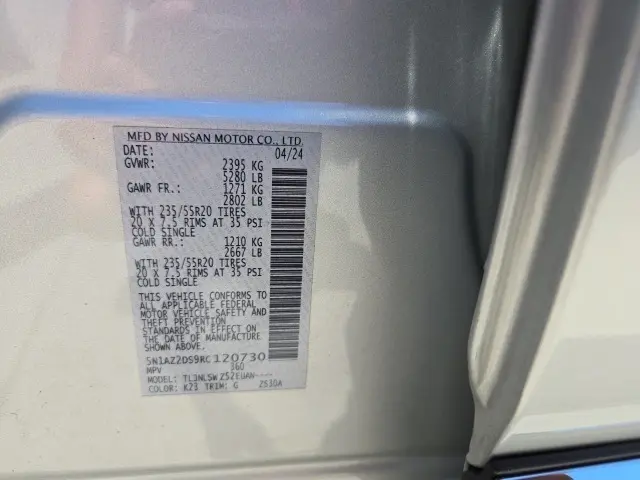 MFD BY NISSAN MOTOR CO., LTD.
DATE: 04/24
GVWR: 2395 KG
5280 LB
GAWR FR.: 1271 KG
2802 LB
WITH 235/55R20 TIRES
20 X 7.5 RIMS AT 35 PSI
COLD SINGLE
GAWR RR.: 1210 KG
2667 LB
WITH 235/55R20 TIRES
20 X 7.5 RIMS AT 35 PSI
COLD SINGLE
THIS VEHICLE CONFORMS TO
ALL APPLICABLE FEDERAL
MOTOR VEHICLE SAFETY AND
THEFT PREVENTION
STANDARDS IN EFFECT ON
THE DATE OF MANUFACTURE
SHOWN ABOVE.
5N1AZ2DS9RC120730
MPV 360
MODEL: TL3NLSW Z52EUAN-----
COLOR: K23 TRIM: G Z530A